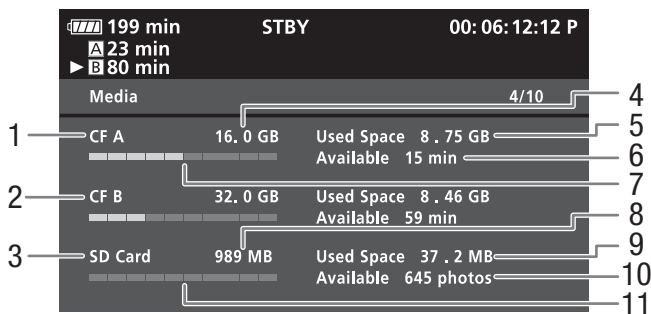 199 min STBY 00:06:12:12 P
A 23 min
B 80 min
Media 4/10
4
1 CF A 16.0 GB Used Space 8.75 GB 5
Available 15 min 6
7
2 CF B 32.0 GB Used Space 8.46 GB
Available 59 min 8
3 SD Card 989 MB Used Space 37.2 MB 9
Available 645 photos 10
11